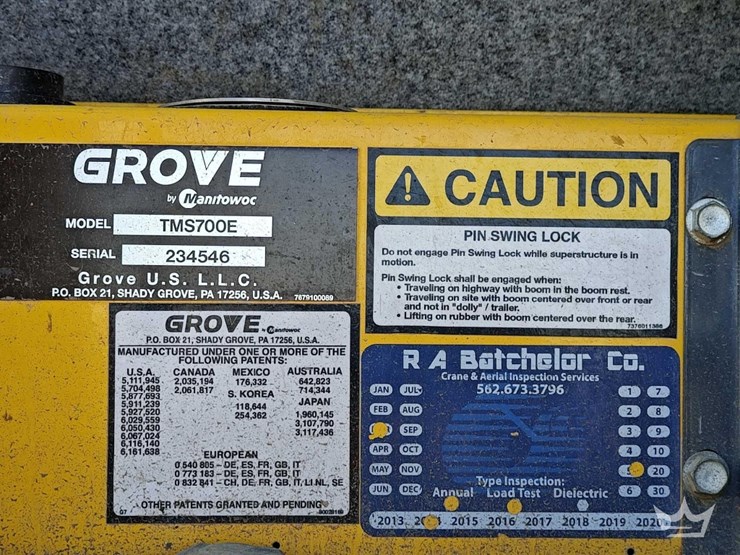 GROVE
by Manitowoc
MODEL TMS700E
SERIAL 234546
Grove U.S. L.L.C.
P.O. BOX 21, SHADY GROVE, PA 17256, U.S.A. 7879100089
GROVE by Manitowoc
P.O. BOX 21, SHADY GROVE, PA 17256, U.S.A.
MANUFACTURED UNDER ONE OR MORE OF THE
FOLLOWING PATENTS:
U.S.A.
5,111,945
5,704,498
5,877,693
5,911,239
5,927,520
6,029,559
6,050,430
6,067,024
6,116,140
6,161,638
CANADA
2,035,194
2,061,817
MEXICO
176,332
S. KOREA
118,644
254,362
AUSTRALIA
642,823
714,344
JAPAN
1,960,145
3,107,790
3,117,436
EUROPEAN
0 540 805 – DE, ES, FR, GB, IT
0 773 183 – DE, ES, FR, GB, IT
0 832 841 – CH, DE, FR, GB, IT, LI NL, SE
OTHER PATENTS GRANTED AND PENDING
CAUTION
PIN SWING LOCK
Do not engage Pin Swing Lock while superstructure is in
motion.
Pin Swing Lock shall be engaged when:
• Traveling on highway with boom in the boom rest.
• Traveling on site with boom centered over front or rear
and not in "dolly" / trailer.
• Lifting on rubber with boom centered over the rear.
7376011366
R A Batchelor Co.
Crane & Aerial Inspection Services
562.673.3796
JAN JUL 1 7
FEB AUG 2 8
SEP 3 9
APR OCT 4 10
MAY NOV 20
JUN DEC 6 30
Type Inspection:
Annual Load Test Dielectric
2013 2014 2015 2016 2017 2018 2019 2020